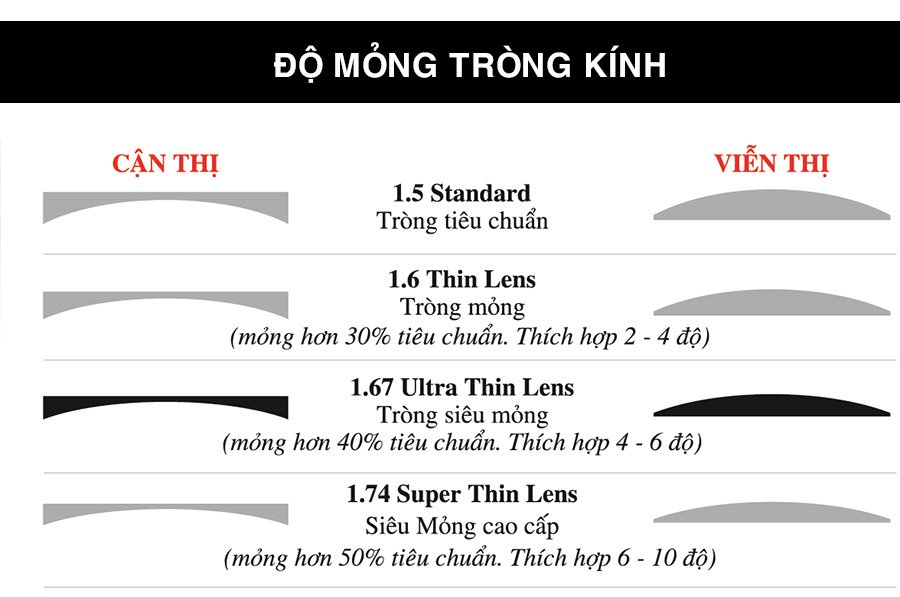 ĐỘ MỎNG TRÒNG KÍNH
CẬN THỊ
VIỄN THỊ
1.5 Standard
Tròng tiêu chuẩn
1.6 Thin Lens
Tròng mỏng
(mỏng hơn 30% tiêu chuẩn. Thích hợp 2 - 4 độ)
1.67 Ultra Thin Lens
Tròng siêu mỏng
(mỏng hơn 40% tiêu chuẩn. Thích hợp 4 - 6 độ)
1.74 Super Thin Lens
Siêu Mỏng cao cấp
(mỏng hơn 50% tiêu chuẩn. Thích hợp 6 - 10 độ)